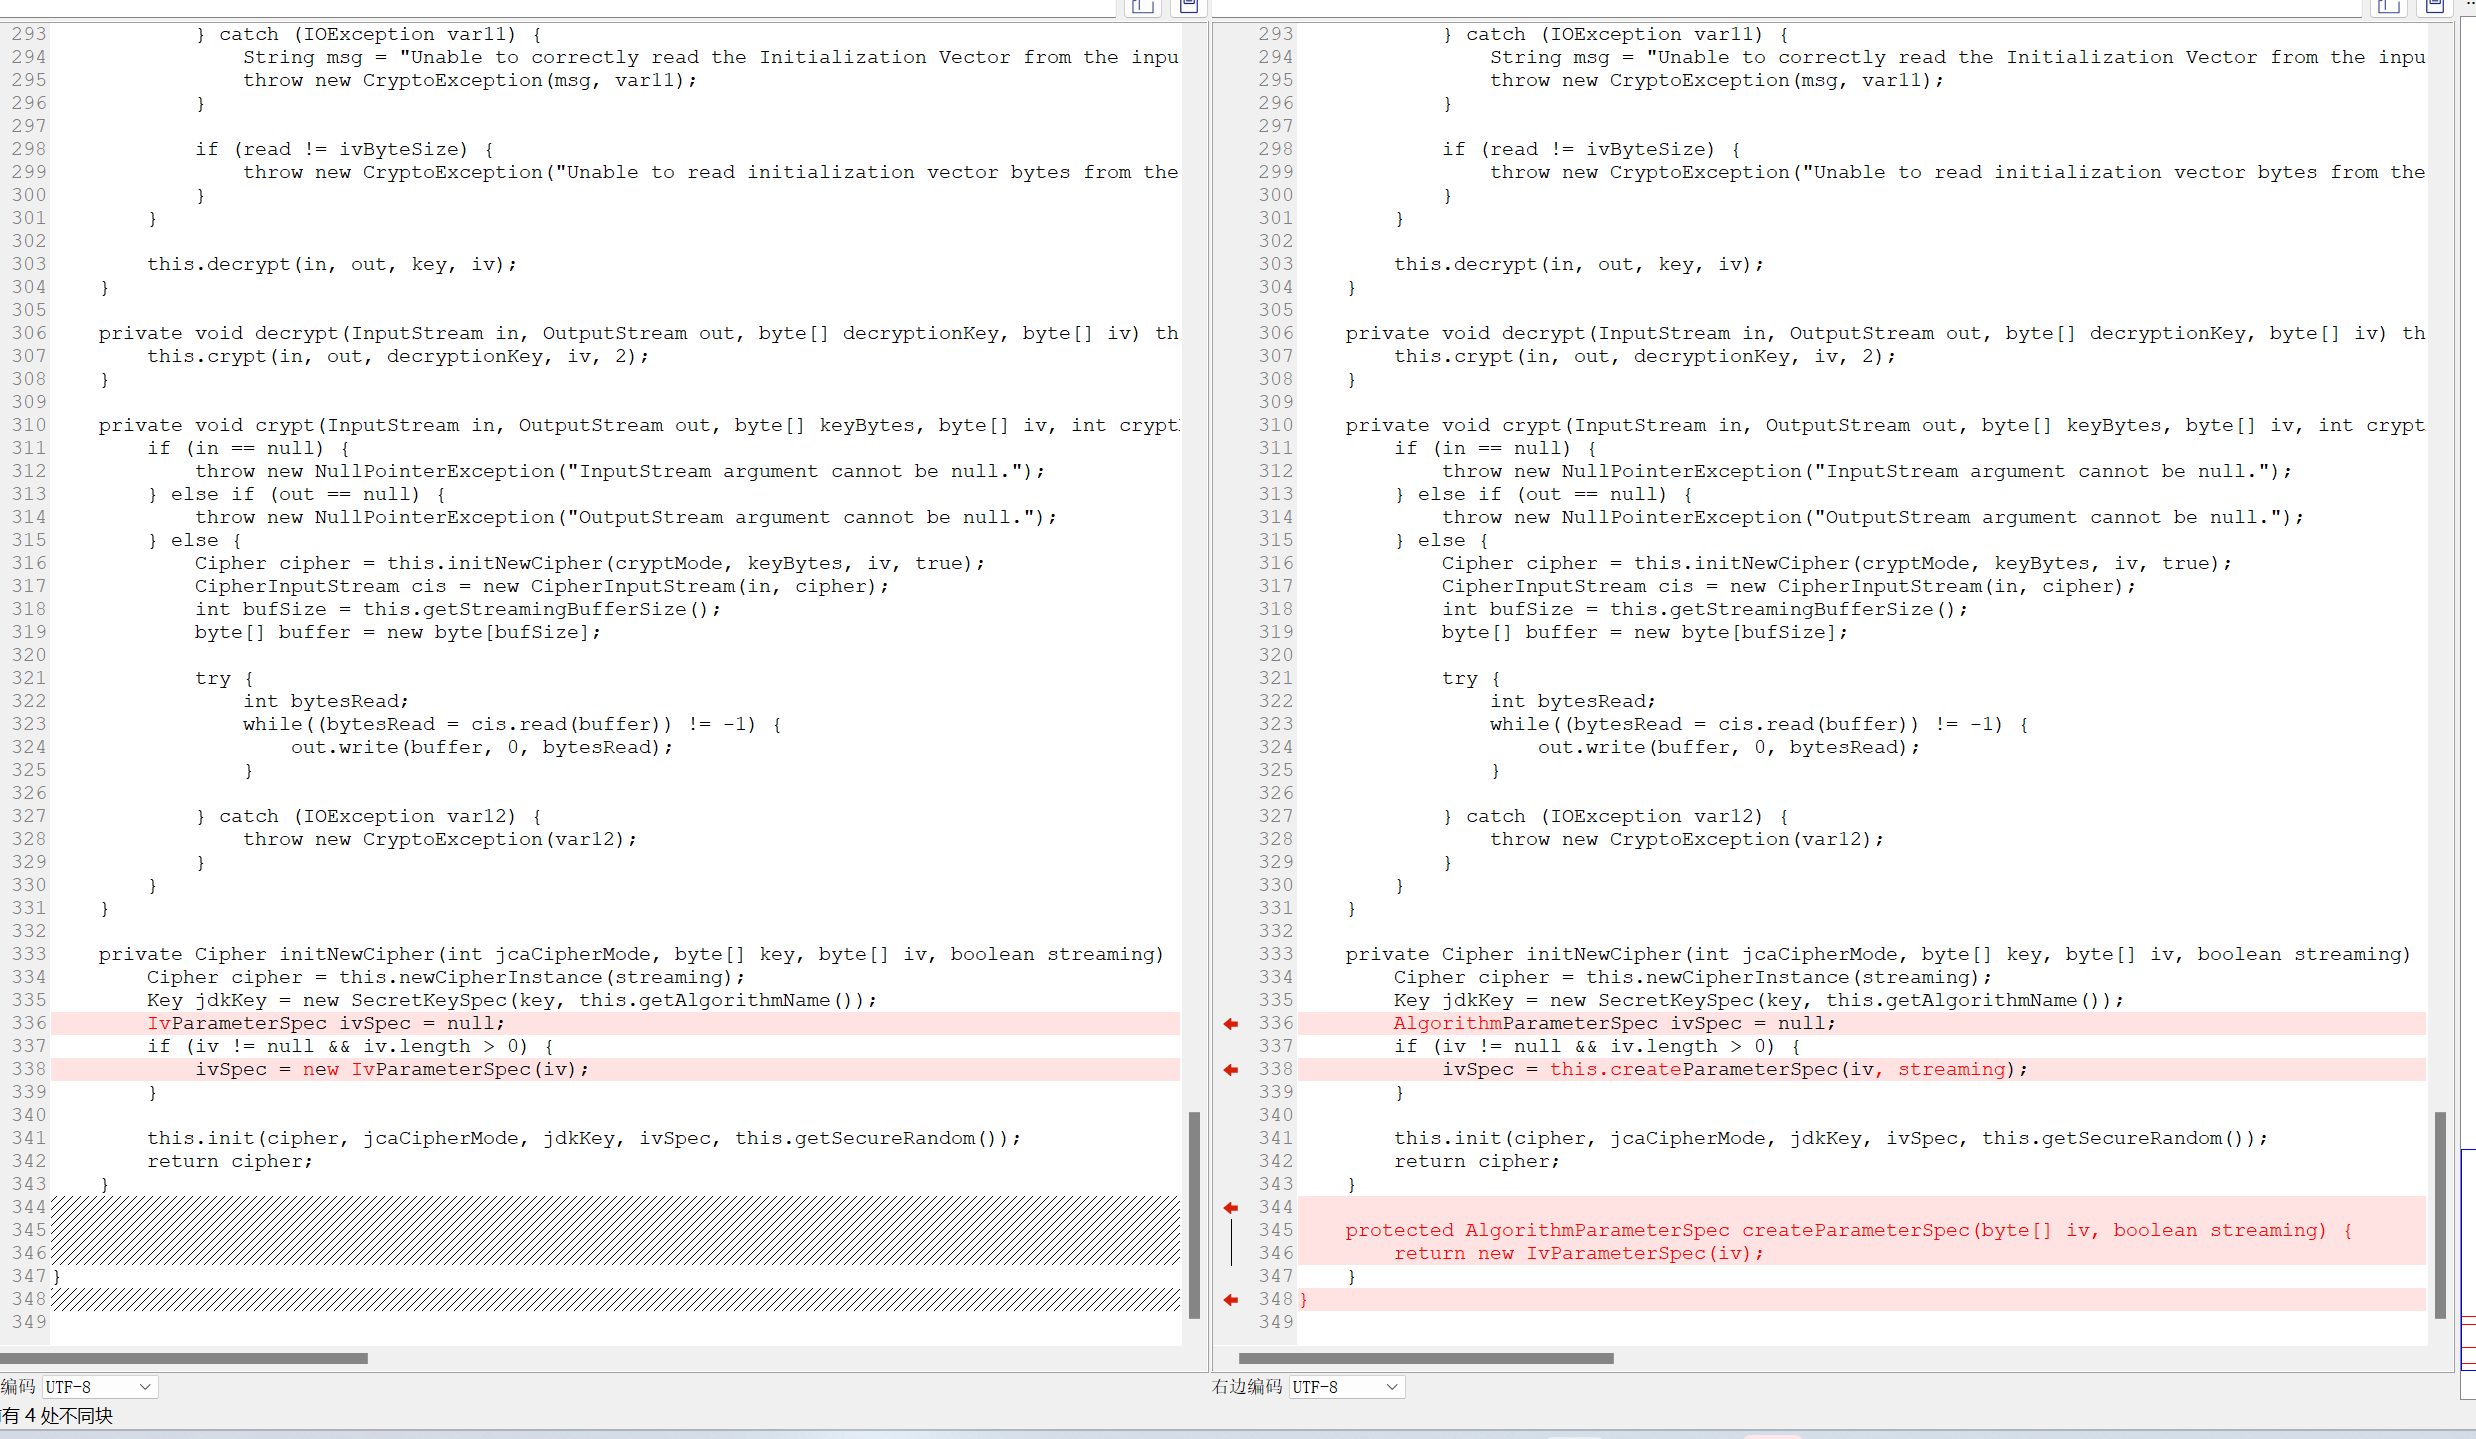 293             } catch (IOException var11) {
294                 String msg = "Unable to correctly read the Initialization Vector from the inpu
295                 throw new CryptoException(msg, var11);
296             }
297
298             if (read != ivByteSize) {
299                 throw new CryptoException("Unable to read initialization vector bytes from the
300             }
301         }
302
303         this.decrypt(in, out, key, iv);
304     }
305
306     private void decrypt(InputStream in, OutputStream out, byte[] decryptionKey, byte[] iv) th
307         this.crypt(in, out, decryptionKey, iv, 2);
308     }
309
310     private void crypt(InputStream in, OutputStream out, byte[] keyBytes, byte[] iv, int crypt
311         if (in == null) {
312             throw new NullPointerException("InputStream argument cannot be null.");
313         } else if (out == null) {
314             throw new NullPointerException("OutputStream argument cannot be null.");
315         } else {
316             Cipher cipher = this.initNewCipher(cryptMode, keyBytes, iv, true);
317             CipherInputStream cis = new CipherInputStream(in, cipher);
318             int bufSize = this.getStreamingBufferSize();
319             byte[] buffer = new byte[bufSize];
320
321             try {
322                 int bytesRead;
323                 while((bytesRead = cis.read(buffer)) != -1) {
324                     out.write(buffer, 0, bytesRead);
325                 }
326
327             } catch (IOException var12) {
328                 throw new CryptoException(var12);
329             }
330         }
331     }
332
333     private Cipher initNewCipher(int jcaCipherMode, byte[] key, byte[] iv, boolean streaming)
334         Cipher cipher = this.newCipherInstance(streaming);
335         Key jdkKey = new SecretKeySpec(key, this.getAlgorithmName());
336         IvParameterSpec ivSpec = null;
337         if (iv != null && iv.length > 0) {
338             ivSpec = new IvParameterSpec(iv);
339         }
340
341         this.init(cipher, jcaCipherMode, jdkKey, ivSpec, this.getSecureRandom());
342         return cipher;
343     }
344
345
346
347 }
348
349
编码 UTF-8
有 4 处不同块
293             } catch (IOException var11) {
294                 String msg = "Unable to correctly read the Initialization Vector from the inpu
295                 throw new CryptoException(msg, var11);
296             }
297
298             if (read != ivByteSize) {
299                 throw new CryptoException("Unable to read initialization vector bytes from the
300             }
301         }
302
303         this.decrypt(in, out, key, iv);
304     }
305
306     private void decrypt(InputStream in, OutputStream out, byte[] decryptionKey, byte[] iv) th
307         this.crypt(in, out, decryptionKey, iv, 2);
308     }
309
310     private void crypt(InputStream in, OutputStream out, byte[] keyBytes, byte[] iv, int crypt
311         if (in == null) {
312             throw new NullPointerException("InputStream argument cannot be null.");
313         } else if (out == null) {
314             throw new NullPointerException("OutputStream argument cannot be null.");
315         } else {
316             Cipher cipher = this.initNewCipher(cryptMode, keyBytes, iv, true);
317             CipherInputStream cis = new CipherInputStream(in, cipher);
318             int bufSize = this.getStreamingBufferSize();
319             byte[] buffer = new byte[bufSize];
320
321             try {
322                 int bytesRead;
323                 while((bytesRead = cis.read(buffer)) != -1) {
324                     out.write(buffer, 0, bytesRead);
325                 }
326
327             } catch (IOException var12) {
328                 throw new CryptoException(var12);
329             }
330         }
331     }
332
333     private Cipher initNewCipher(int jcaCipherMode, byte[] key, byte[] iv, boolean streaming)
334         Cipher cipher = this.newCipherInstance(streaming);
335         Key jdkKey = new SecretKeySpec(key, this.getAlgorithmName());
336         AlgorithmParameterSpec ivSpec = null;
337         if (iv != null && iv.length > 0) {
338             ivSpec = this.createParameterSpec(iv, streaming);
339         }
340
341         this.init(cipher, jcaCipherMode, jdkKey, ivSpec, this.getSecureRandom());
342         return cipher;
343     }
344
345     protected AlgorithmParameterSpec createParameterSpec(byte[] iv, boolean streaming) {
346         return new IvParameterSpec(iv);
347     }
348 }
349
右边编码 UTF-8